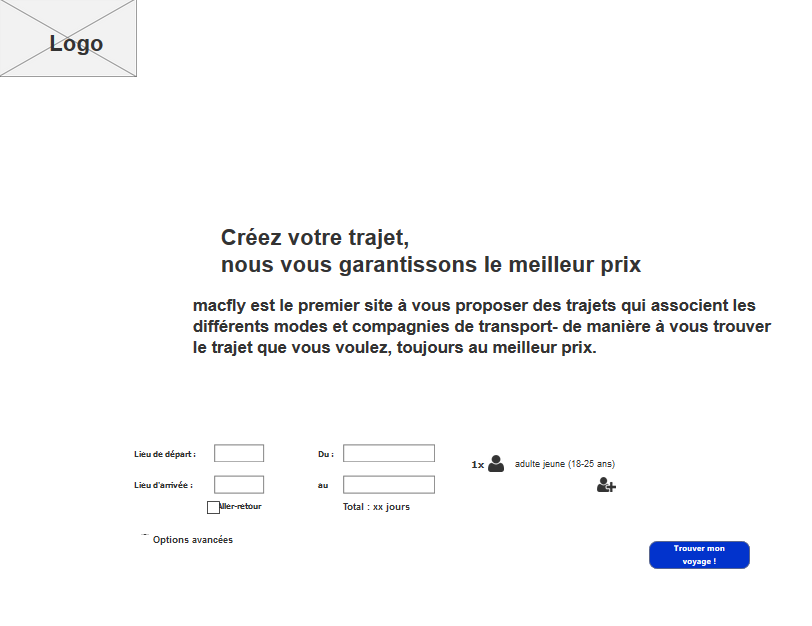 Logo
Créez votre trajet,
nous vous garantissons le meilleur prix
macfly est le premier site à vous proposer des trajets qui associent les
différents modes et compagnies de transport- de manière à vous trouver
le trajet que vous voulez, toujours au meilleur prix.
Lieu de départ :
Du :
1x adulte jeune (18-25 ans)
Lieu d'arrivée :
au
Aller-retour
Total : xx jours
Options avancées
Trouver mon
voyage !